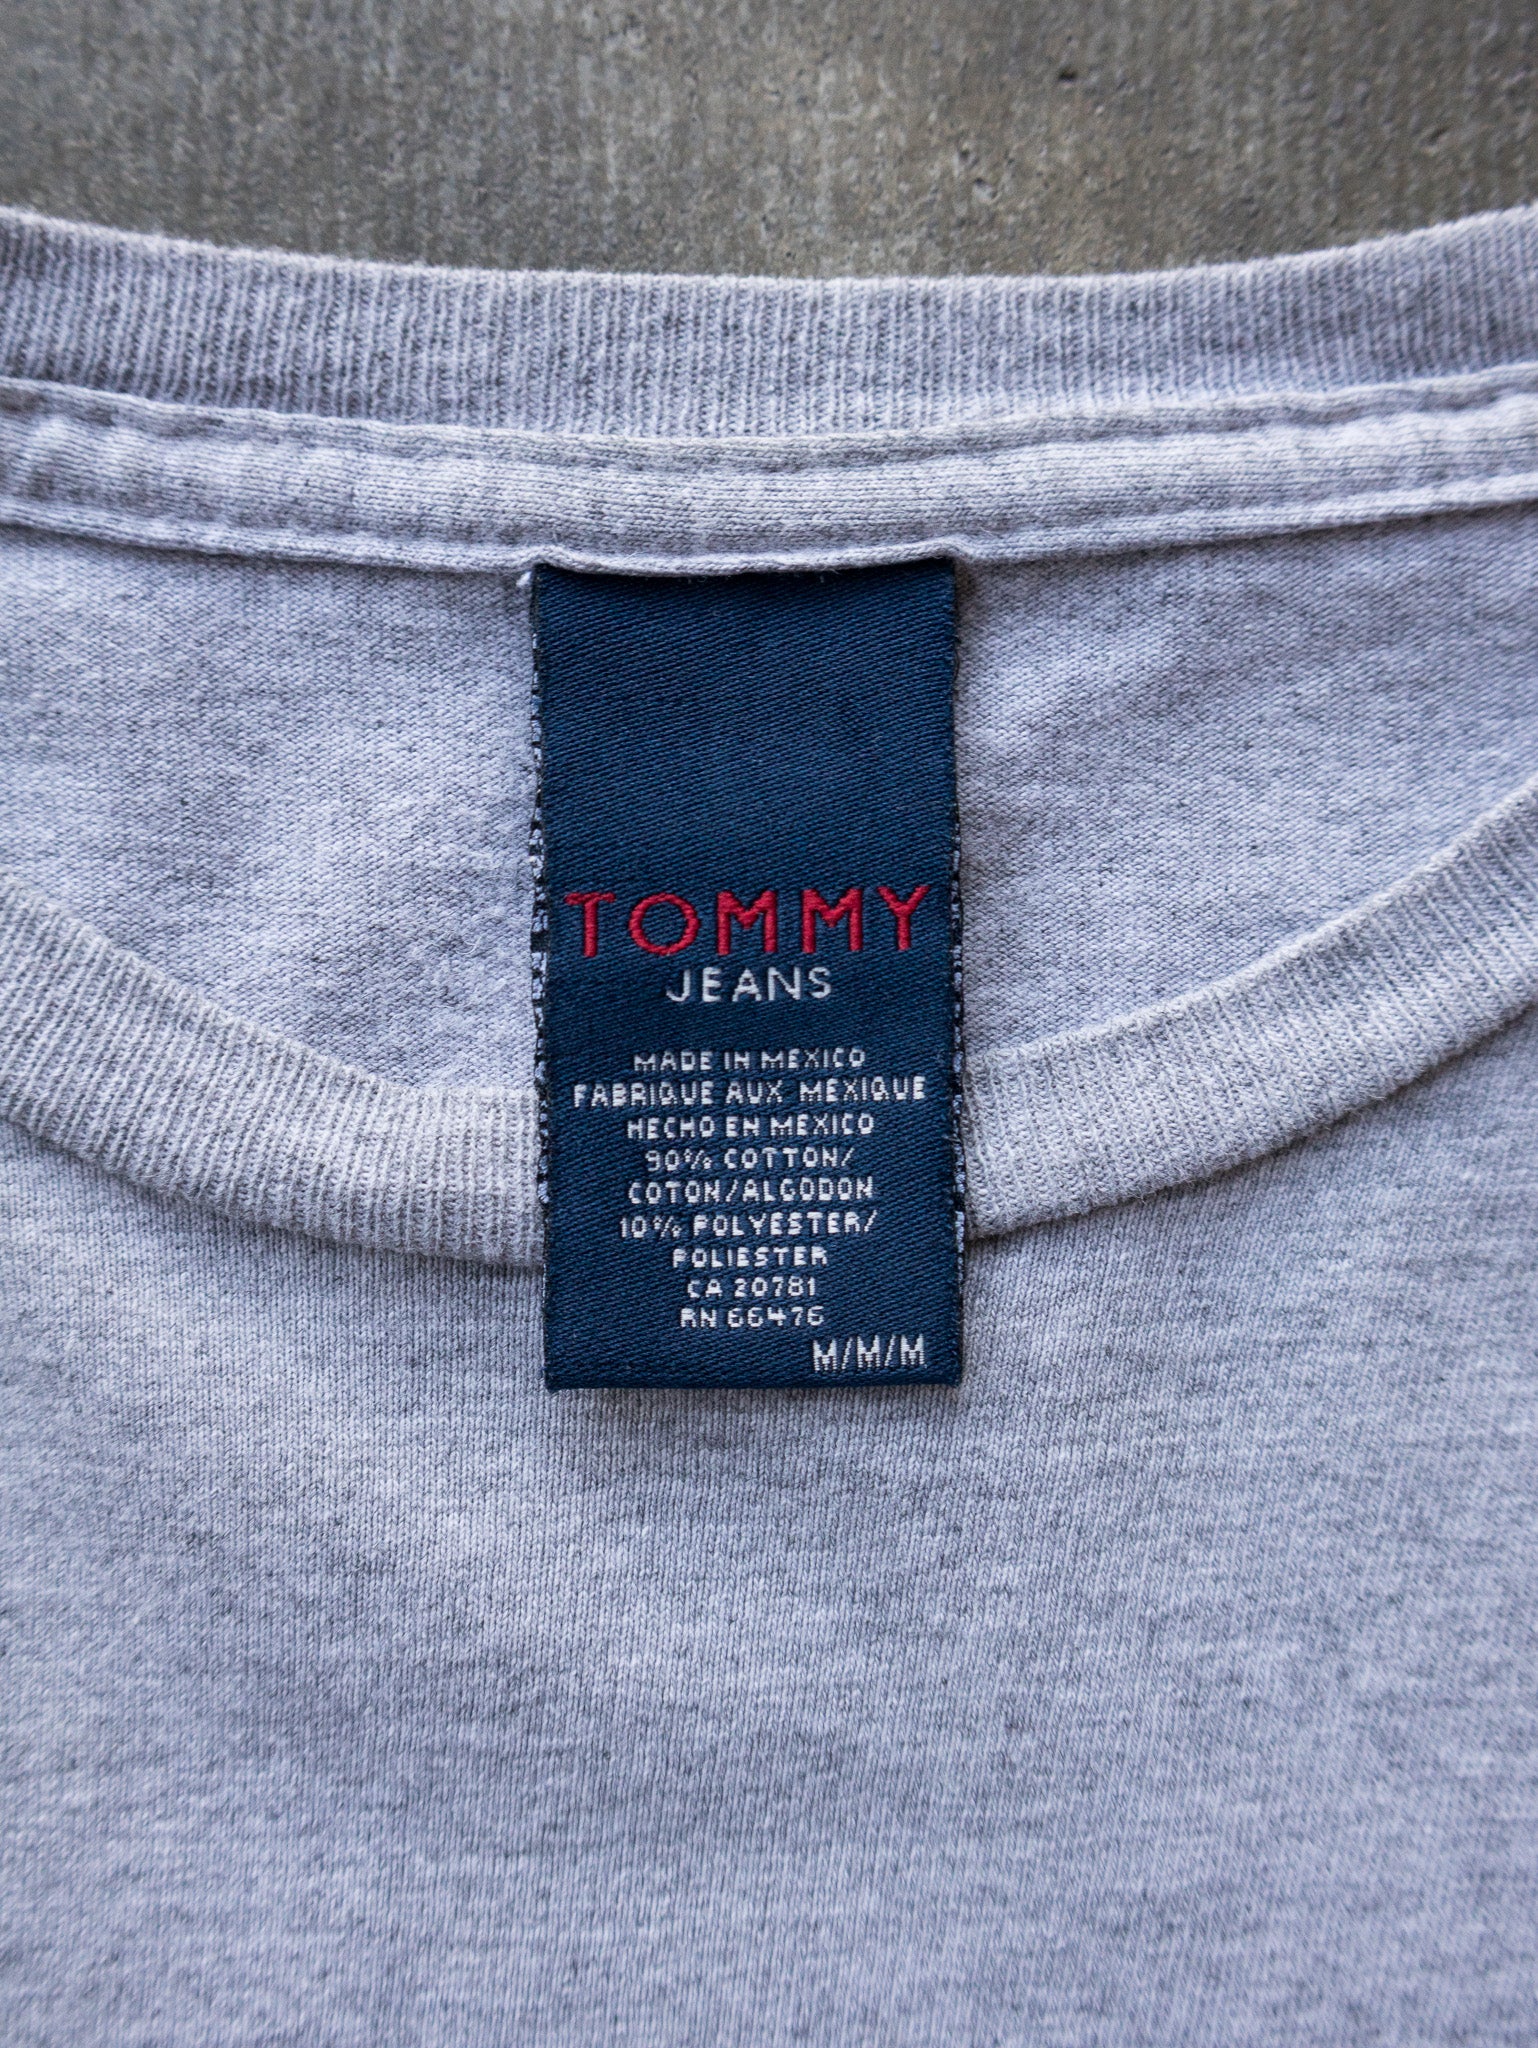 TOMMY
JEANS
MADE IN MEXICO
FABRIQUE AUX MEXIQUE
HECHO EN MEXICO
90% COTTON/
COTON/ALGODON
10% POLYESTER/
POLIESTER
CA 20781
RN 66476
M/M/M